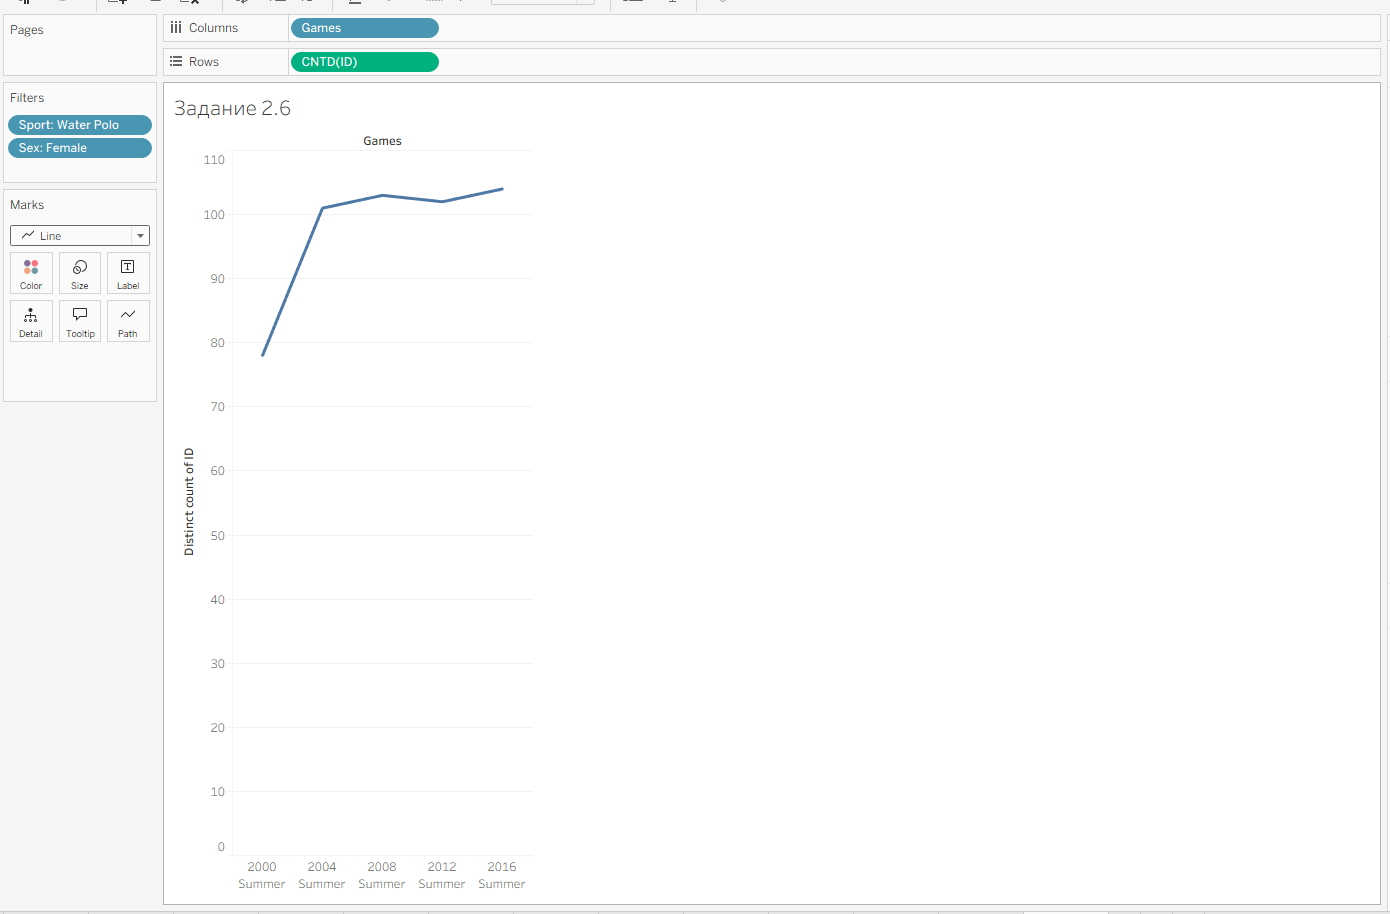 Pages
Columns
Games
Rows
CNTD(ID)
Filters
Sport: Water Polo
Sex: Female
Marks
Line
Color
Size
Label
Detail
Tooltip
Path
Задание 2.6
Games
Distinct count of ID
110
100
90
80
70
60
50
40
30
20
10
0
2000 Summer
2004 Summer
2008 Summer
2012 Summer
2016 Summer